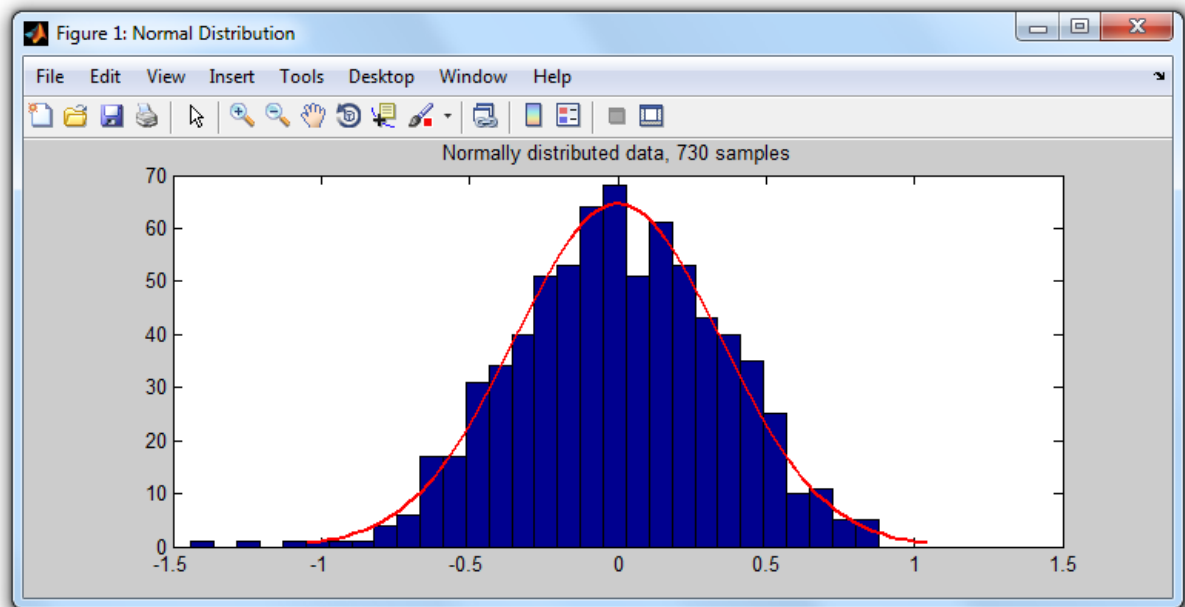 Figure 1: Normal Distribution
File Edit View Insert Tools Desktop Window Help
Normally distributed data, 730 samples
70
60
50
40
30
20
10
0
-1.5 -1 -0.5 0 0.5 1 1.5